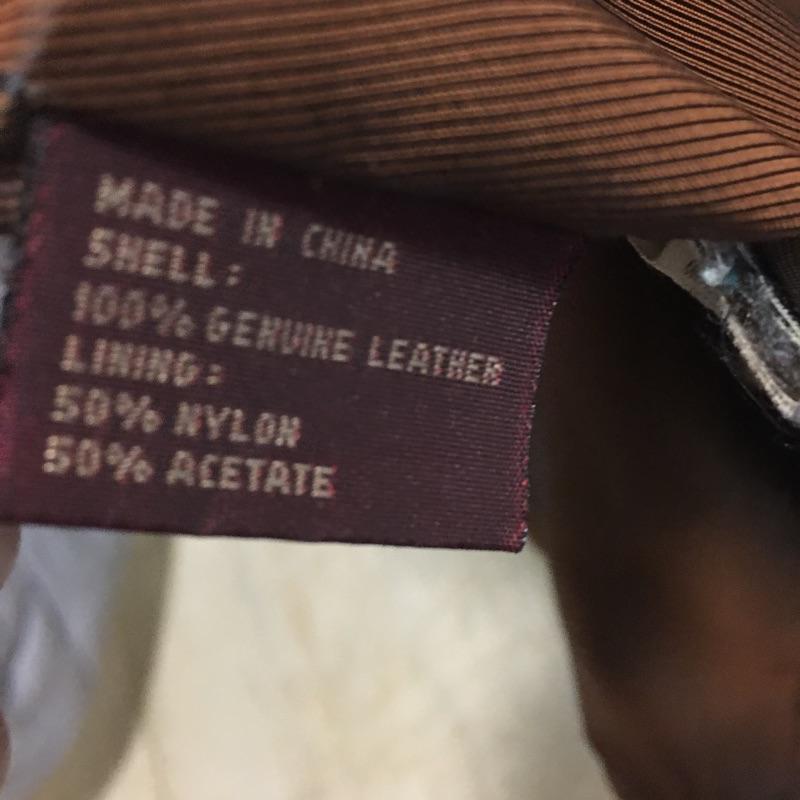 MADE IN CHINA
SHELL:
100% GENUINE LEATHER
LINING:
50% NYLON
50% ACETATE